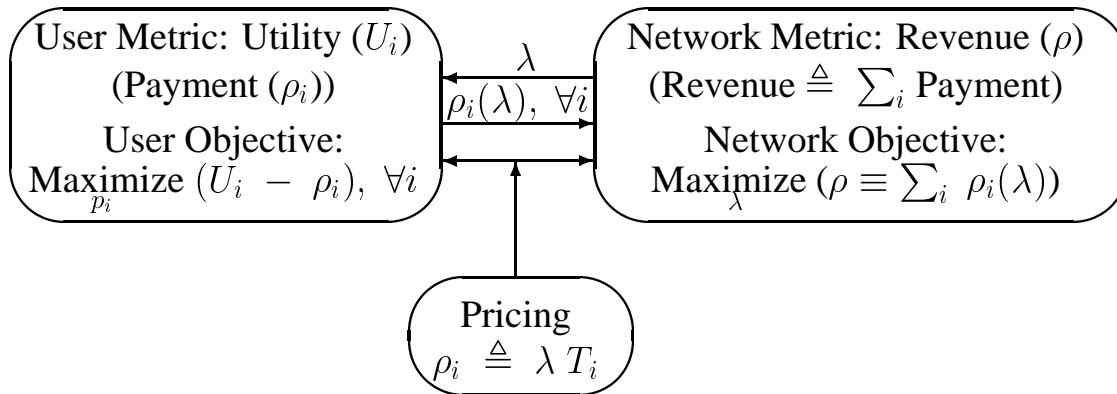 User Metric: Utility (U_i)
(Payment (ρ_i))
User Objective:
Maximize (U_i − ρ_i), ∀i
p_i
λ
ρ_i(λ), ∀i
Network Metric: Revenue (ρ)
(Revenue ≜ ∑_i Payment)
Network Objective:
Maximize (ρ ≡ ∑_i ρ_i(λ))
λ
Pricing
ρ_i ≜ λ T_i